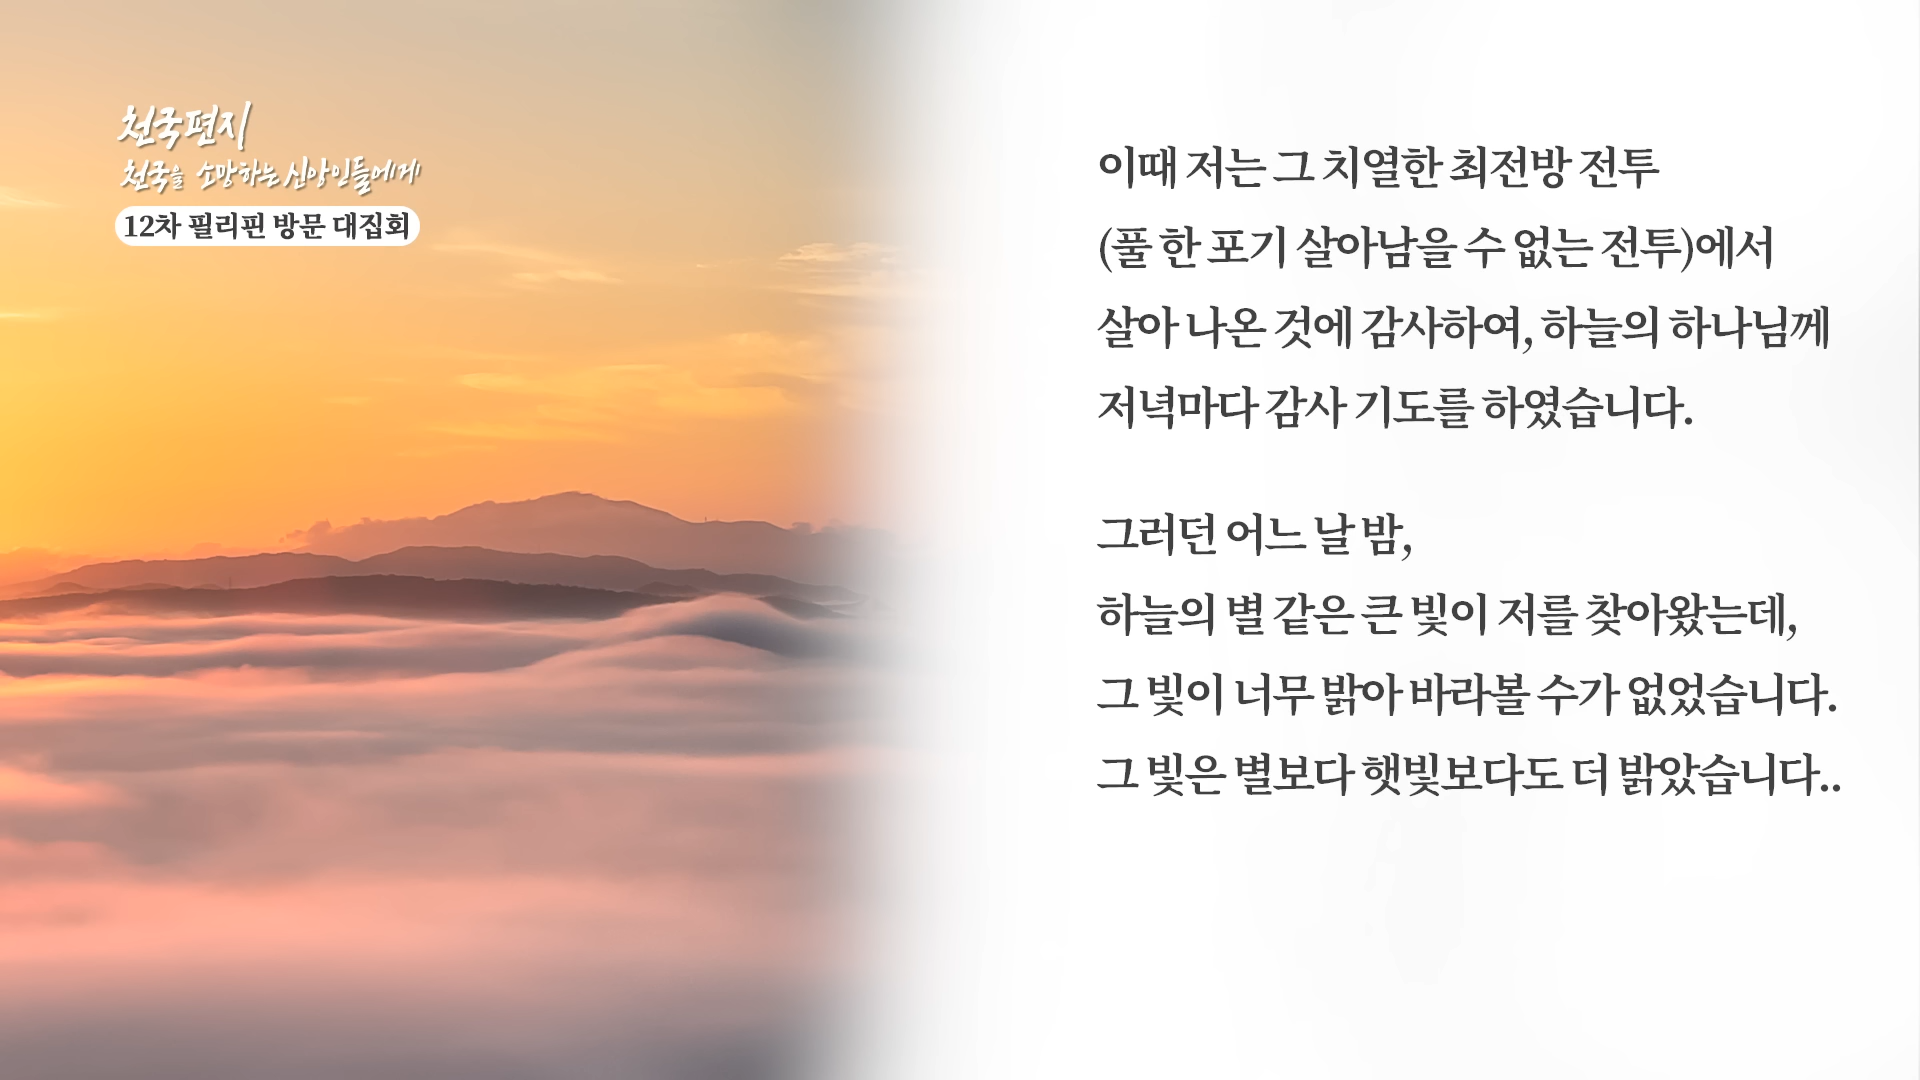 천국편지
천국을 소망하는 신앙인들에게
12차 필리핀 방문 대집회
이때 저는 그 치열한 최전방 전투
(풀 한 포기 살아남을 수 없는 전투)에서
살아 나온 것에 감사하여, 하늘의 하나님께
저녁마다 감사 기도를 하였습니다.
그러던 어느 날 밤,
하늘의 별 같은 큰 빛이 저를 찾아왔는데,
그 빛이 너무 밝아 바라볼 수가 없었습니다.
그 빛은 별보다 햇빛보다도 더 밝았습니다..